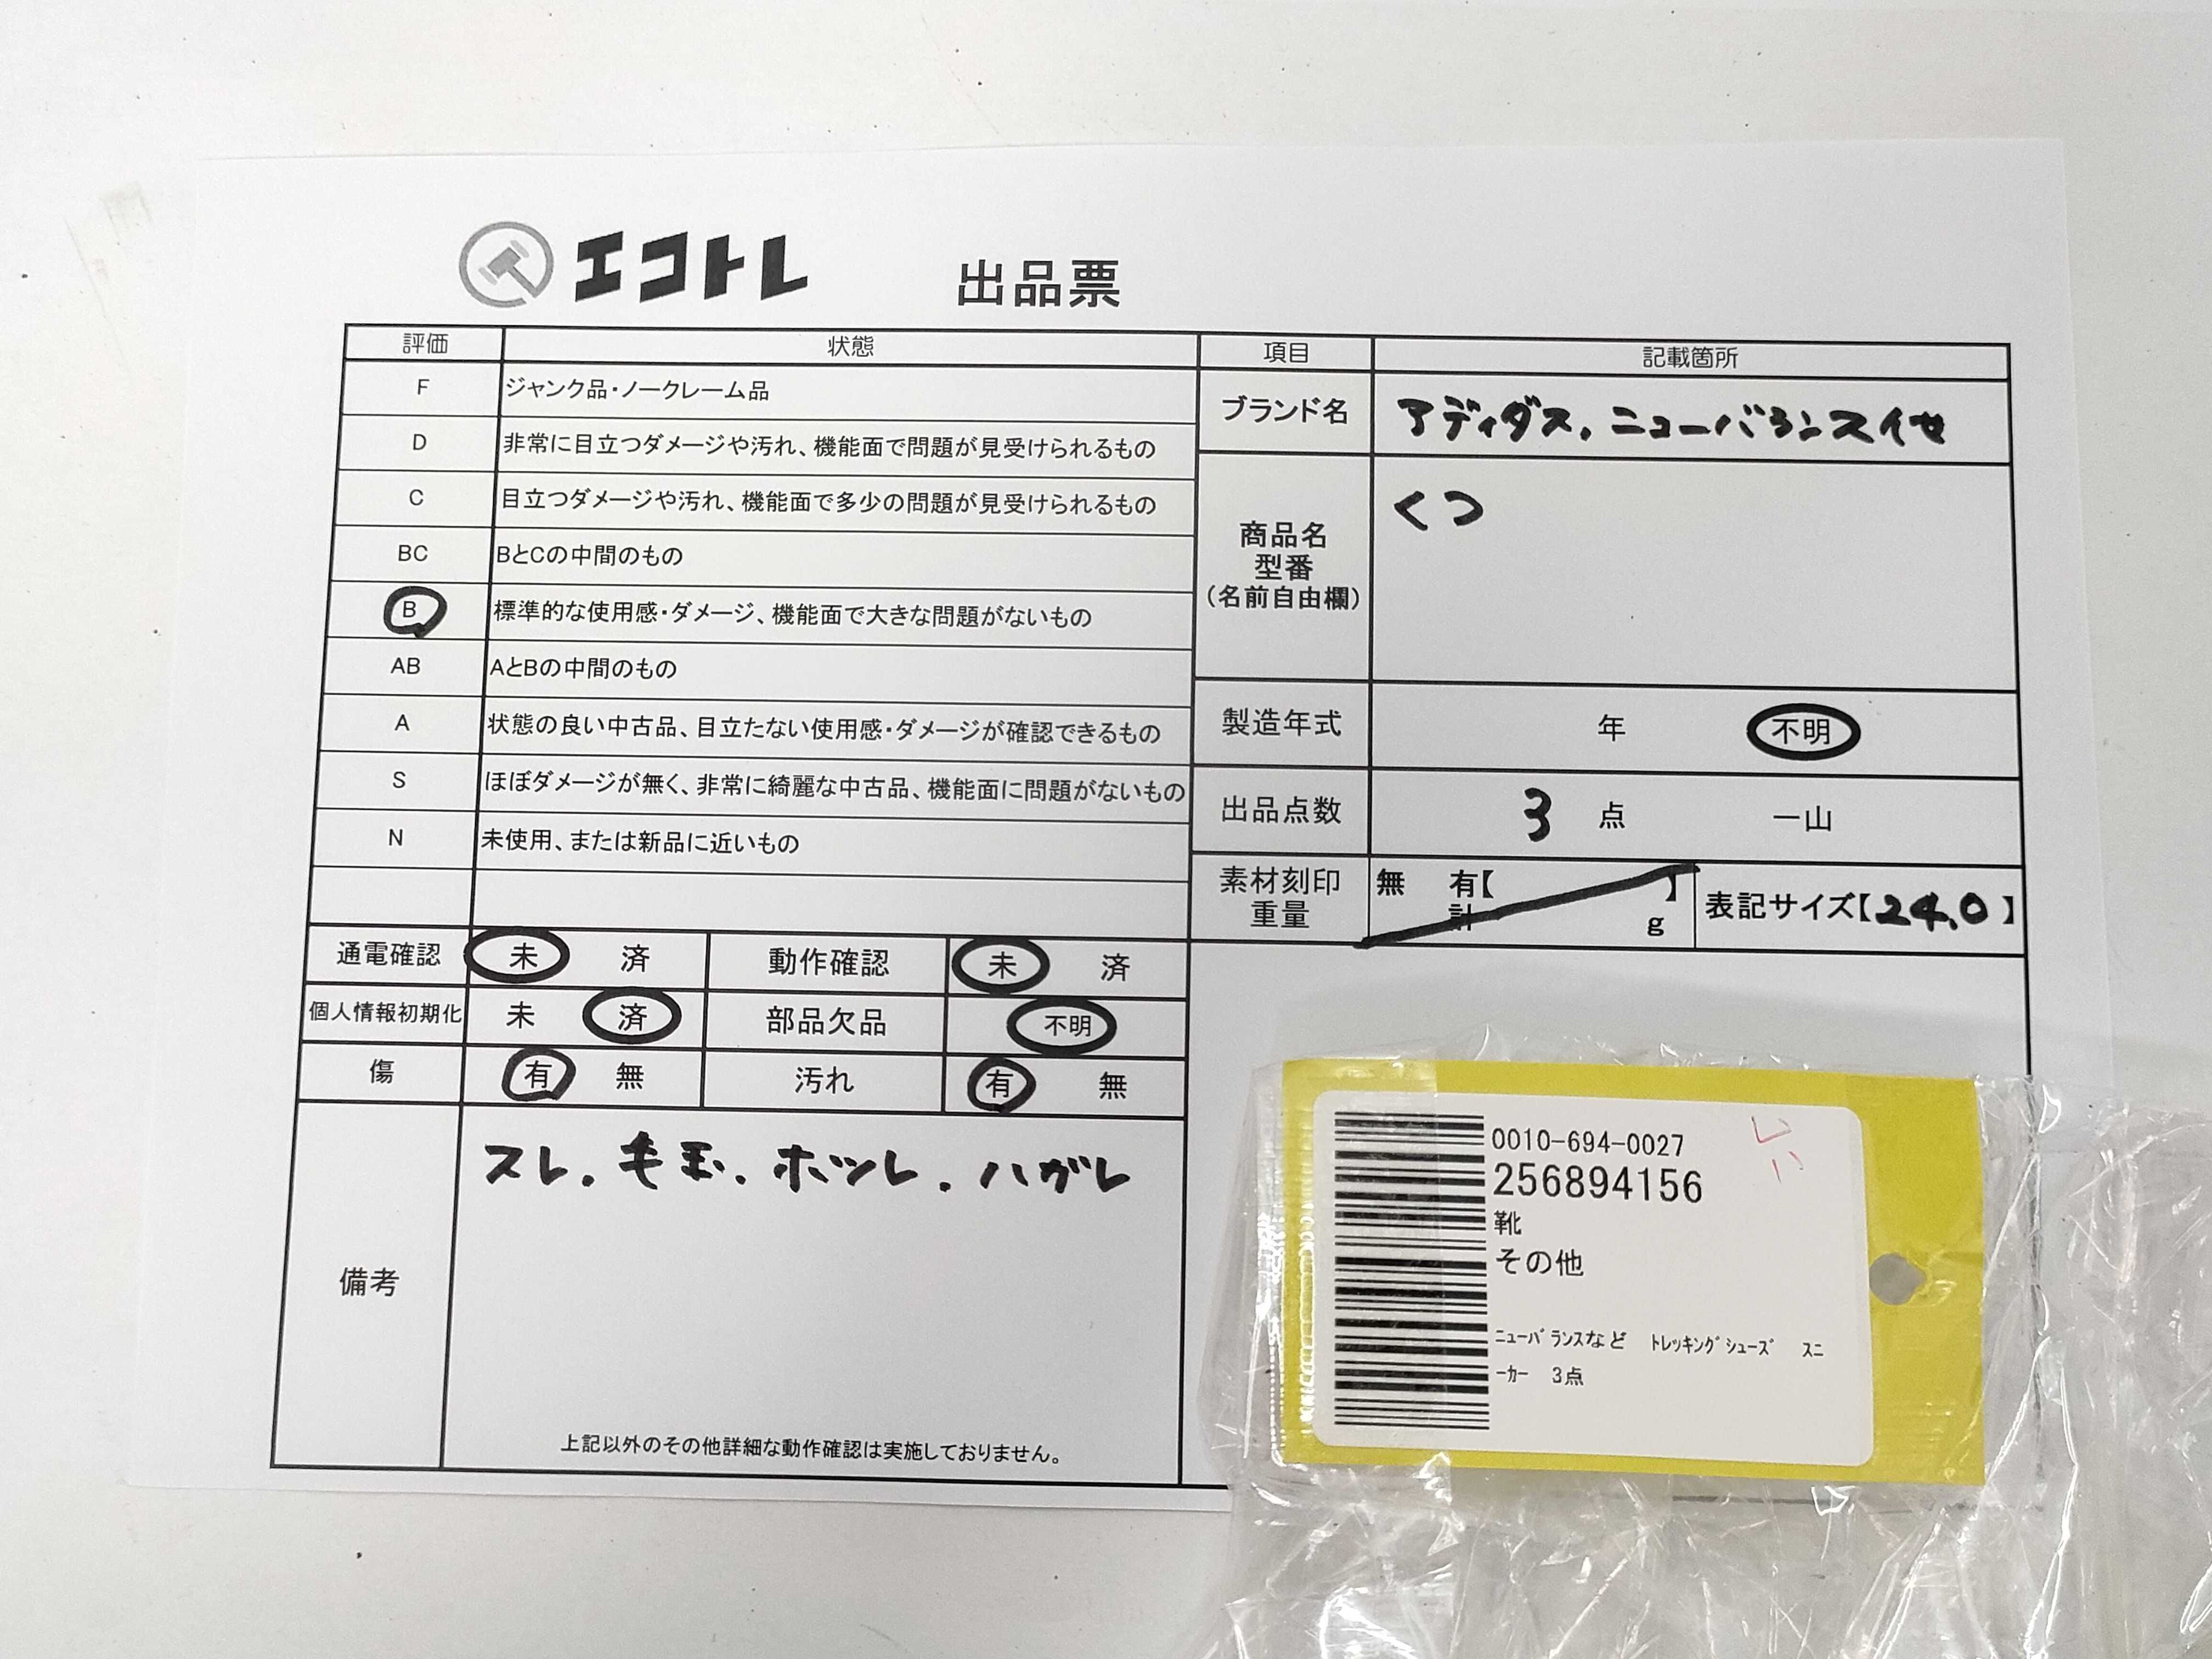 エコトレ 出品票
評価 状態
F ジャンク品・ノークレーム品
D 非常に目立つダメージや汚れ、機能面で問題が見受けられるもの
C 目立つダメージや汚れ、機能面で多少の問題が見受けられるもの
BC BとCの中間のもの
B 標準的な使用感・ダメージ、機能面で大きな問題がないもの
AB AとBの中間のもの
A 状態の良い中古品、目立たない使用感・ダメージが確認できるもの
S ほぼダメージが無く、非常に綺麗な中古品、機能面に問題がないもの
N 未使用、または新品に近いもの
項目 記載箇所
ブランド名 アディダス、ニューバランス他
商品名 くつ
型番
(名前自由欄)
製造年式 年 不明
出品点数 3 点 一山
素材刻印 無 有【 】
重量 計 g
表記サイズ【24.0】
通電確認 未 済 動作確認 未 済
個人情報初期化 未 済 部品欠品 不明
傷 有 無 汚れ 有 無
備考
スレ、毛玉、ホツレ、ハガレ
上記以外のその他詳細な動作確認は実施しておりません。
0010-694-0027
256894156
靴
その他
ﾆｭｰﾊﾞﾗﾝｽなど ﾄﾚｯｷﾝｸﾞｼｭｰｽﾞ ｽﾆ
ｰｶｰ 3点